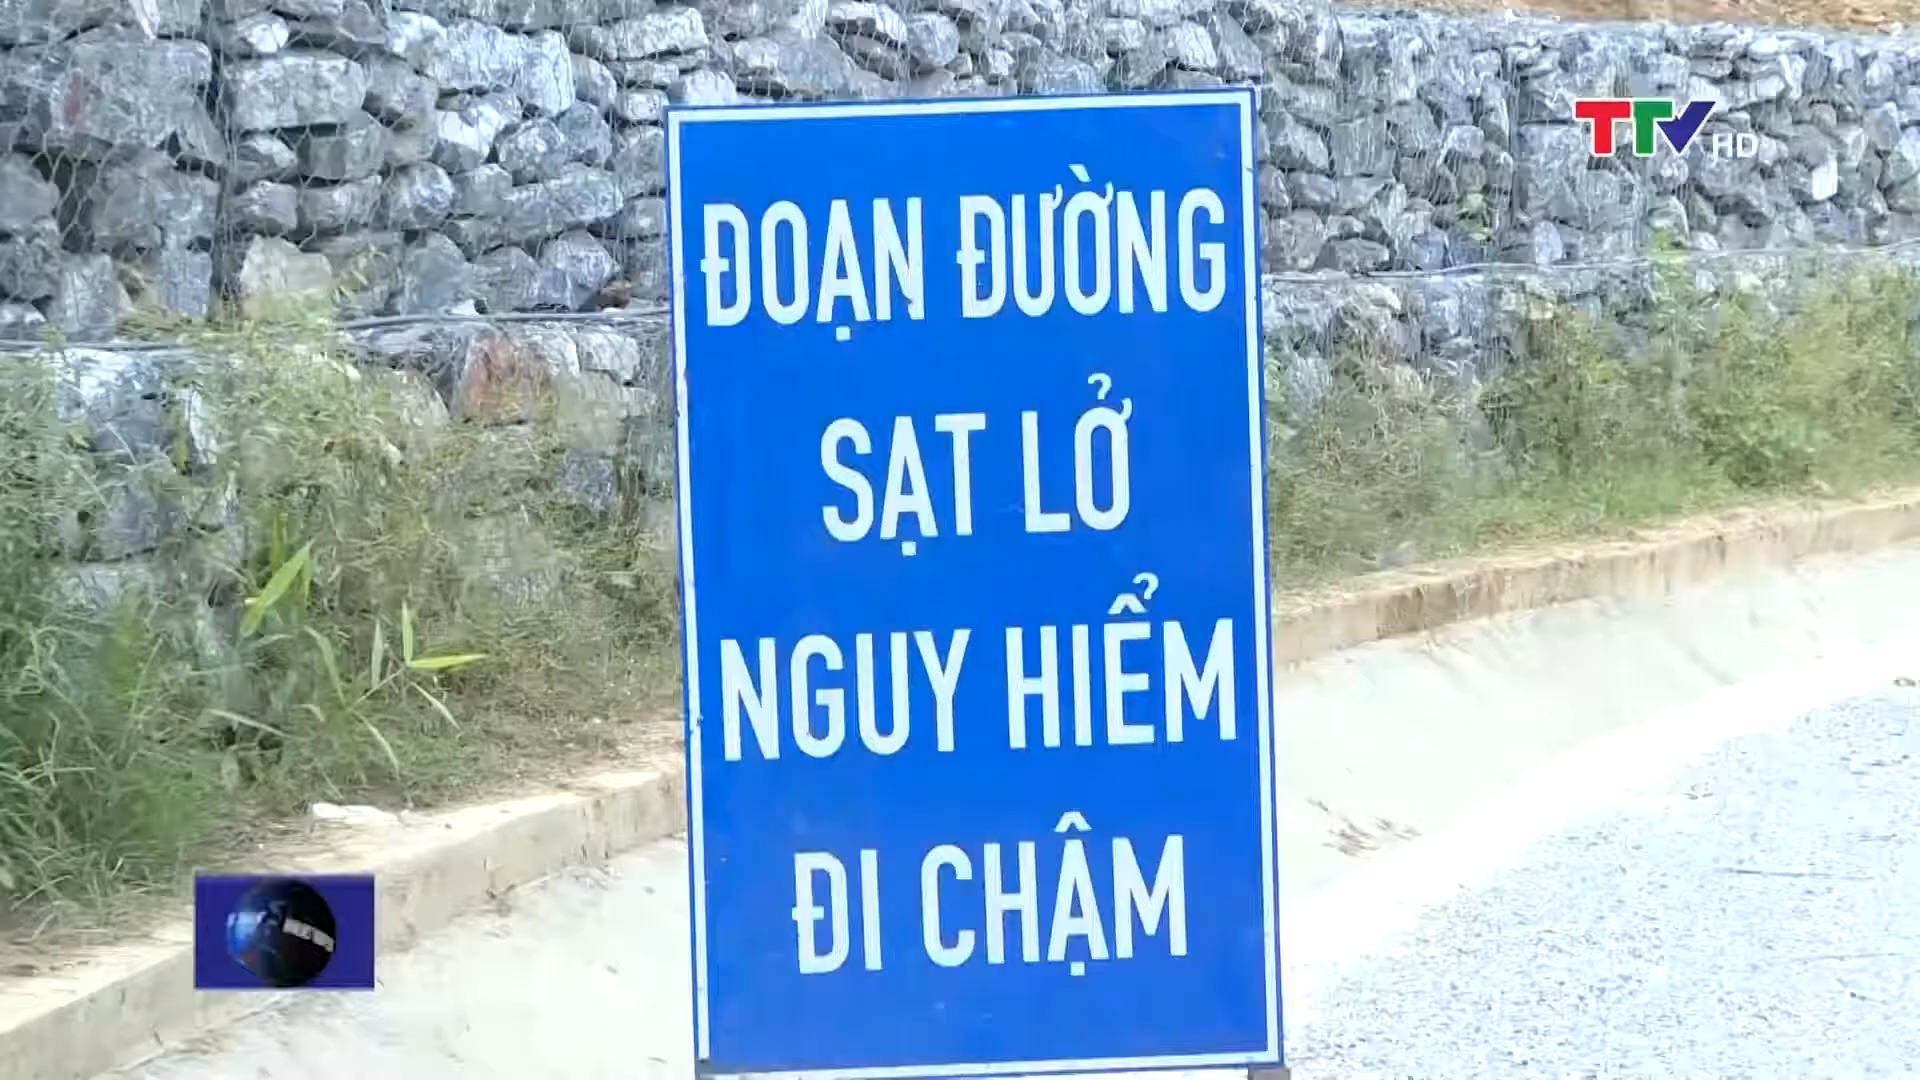 TTV HD
ĐOẠN ĐƯỜNG
SẠT LỞ
NGUY HIỂM
ĐI CHẬM